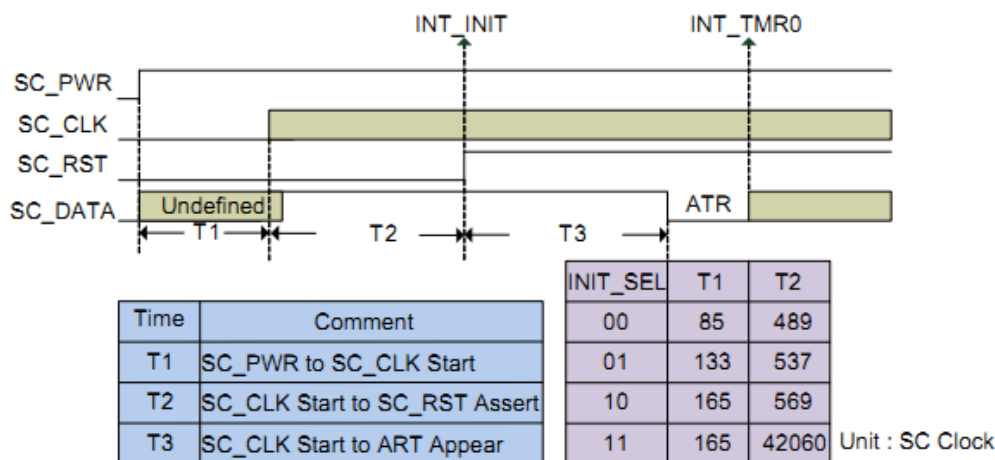 INT_INIT INT_TMR0
SC_PWR
SC_CLK
SC_RST
SC_DATA Undefined ATR
T1 T2 T3
Time Comment
T1 SC_PWR to SC_CLK Start
T2 SC_CLK Start to SC_RST Assert
T3 SC_CLK Start to ART Appear
INIT_SEL T1 T2
00 85 489
01 133 537
10 165 569
11 165 42060
Unit : SC Clock